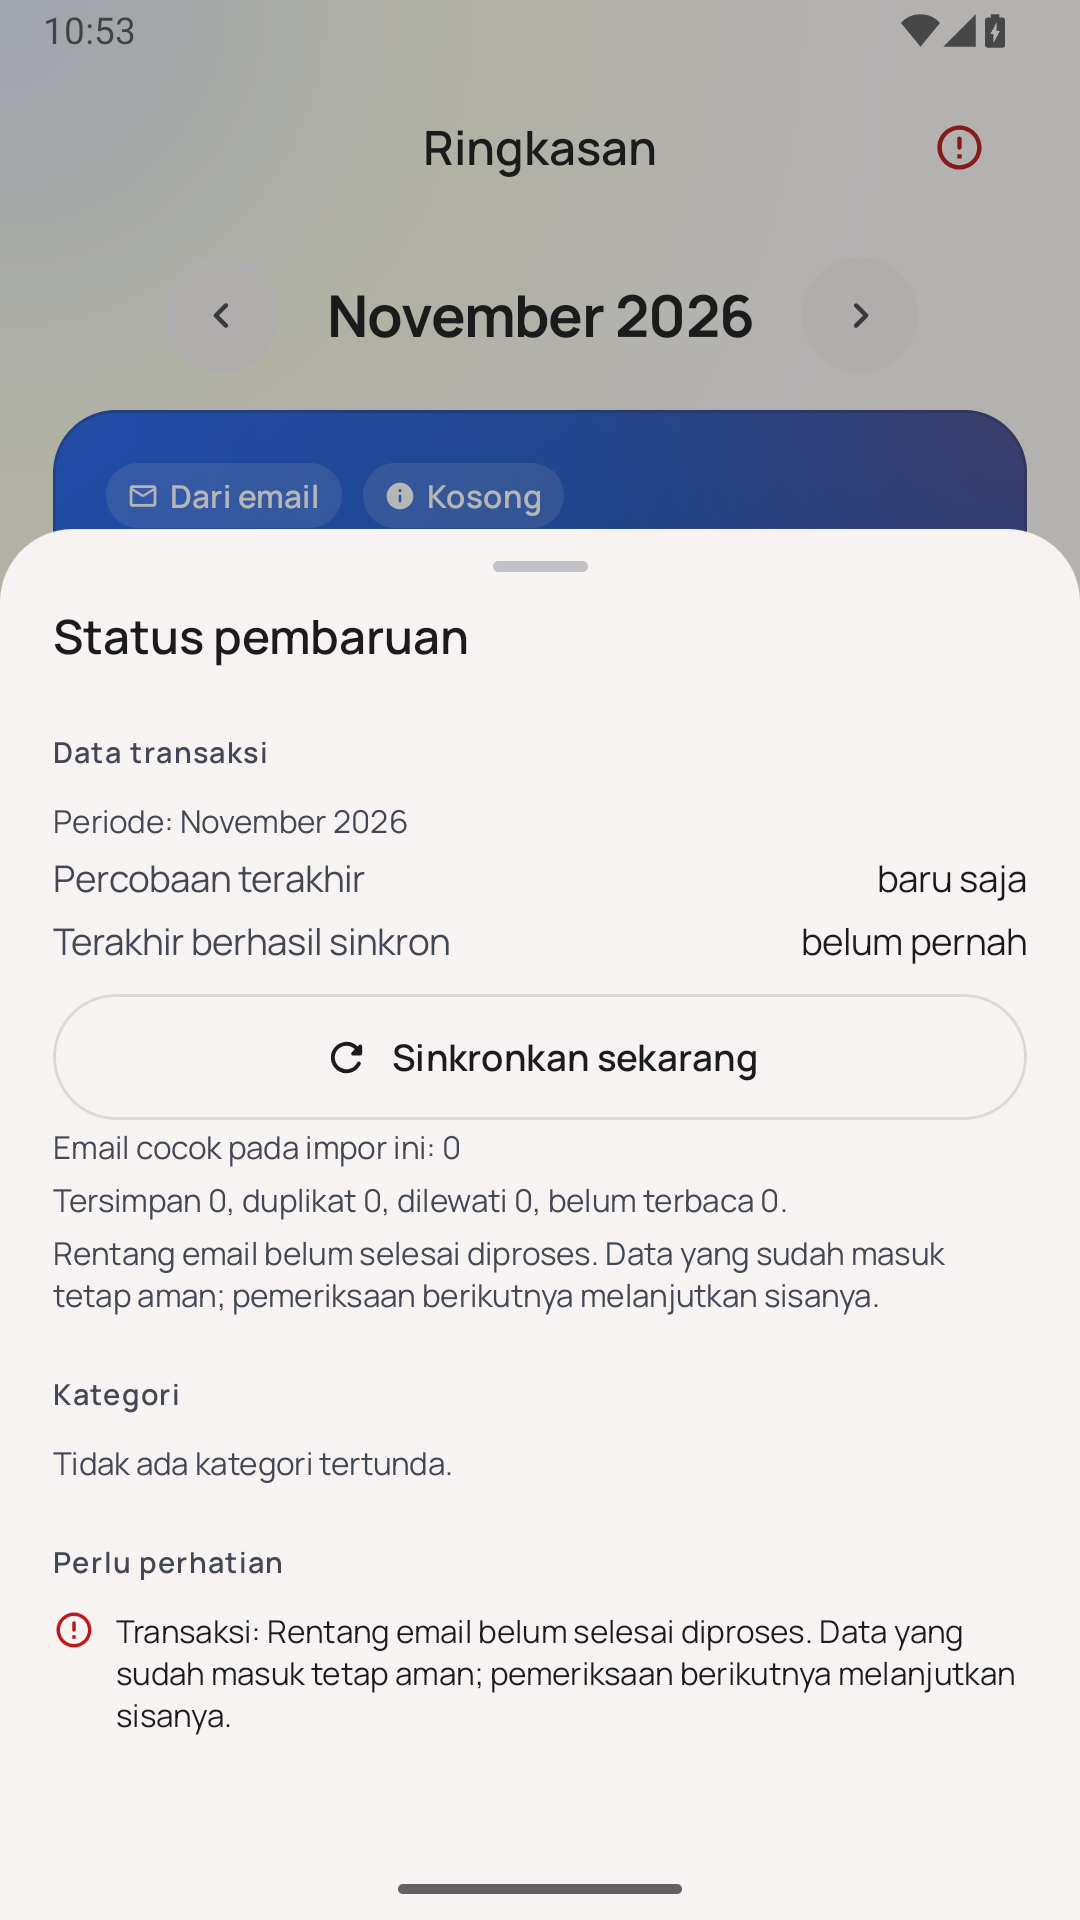 10:53
Ringkasan
November 2026
Dari email
Kosong
Status pembaruan
Data transaksi
Periode: November 2026
Percobaan terakhir baru saja
Terakhir berhasil sinkron belum pernah
Sinkronkan sekarang
Email cocok pada impor ini: 0
Tersimpan 0, duplikat 0, dilewati 0, belum terbaca 0.
Rentang email belum selesai diproses. Data yang sudah masuk
tetap aman; pemeriksaan berikutnya melanjutkan sisanya.
Kategori
Tidak ada kategori tertunda.
Perlu perhatian
Transaksi: Rentang email belum selesai diproses. Data yang
sudah masuk tetap aman; pemeriksaan berikutnya melanjutkan
sisanya.